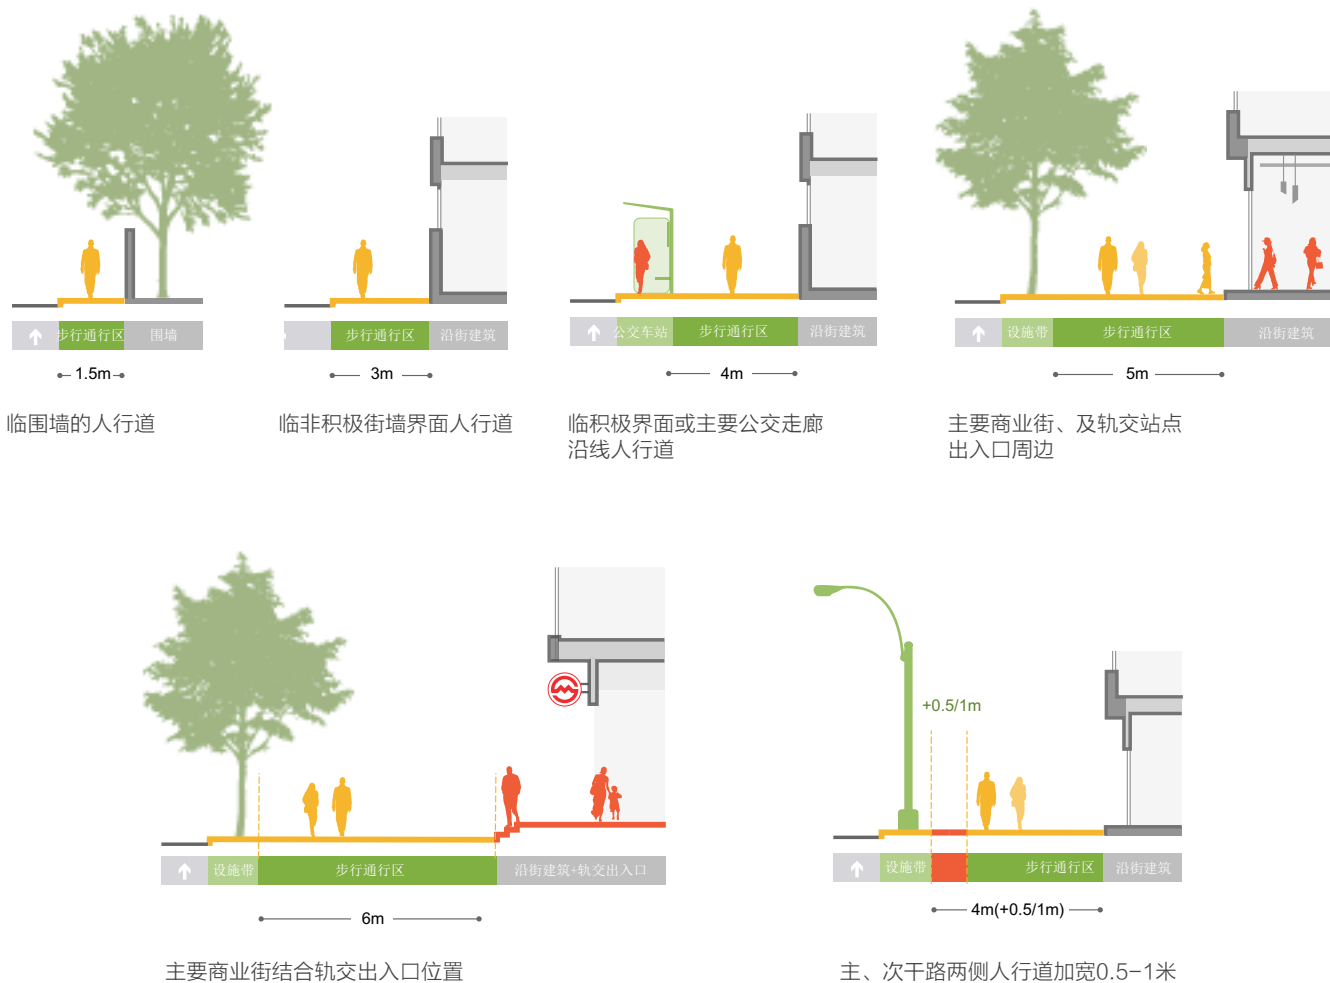 步行通行区 围墙
1.5m
临围墙的人行道
步行通行区 沿街建筑
3m
临非积极街墙界面人行道
公交车站 步行通行区 沿街建筑
4m
临积极界面或主要公交走廊
沿线人行道
设施带 步行通行区 沿街建筑
5m
主要商业街、及轨交站点
出入口周边
设施带 步行通行区 沿街建筑+轨交出入口
6m
主要商业街结合轨交出入口位置
+0.5/1m
设施带 步行通行区 沿街建筑
4m(+0.5/1m)
主、次干路两侧人行道加宽0.5-1米